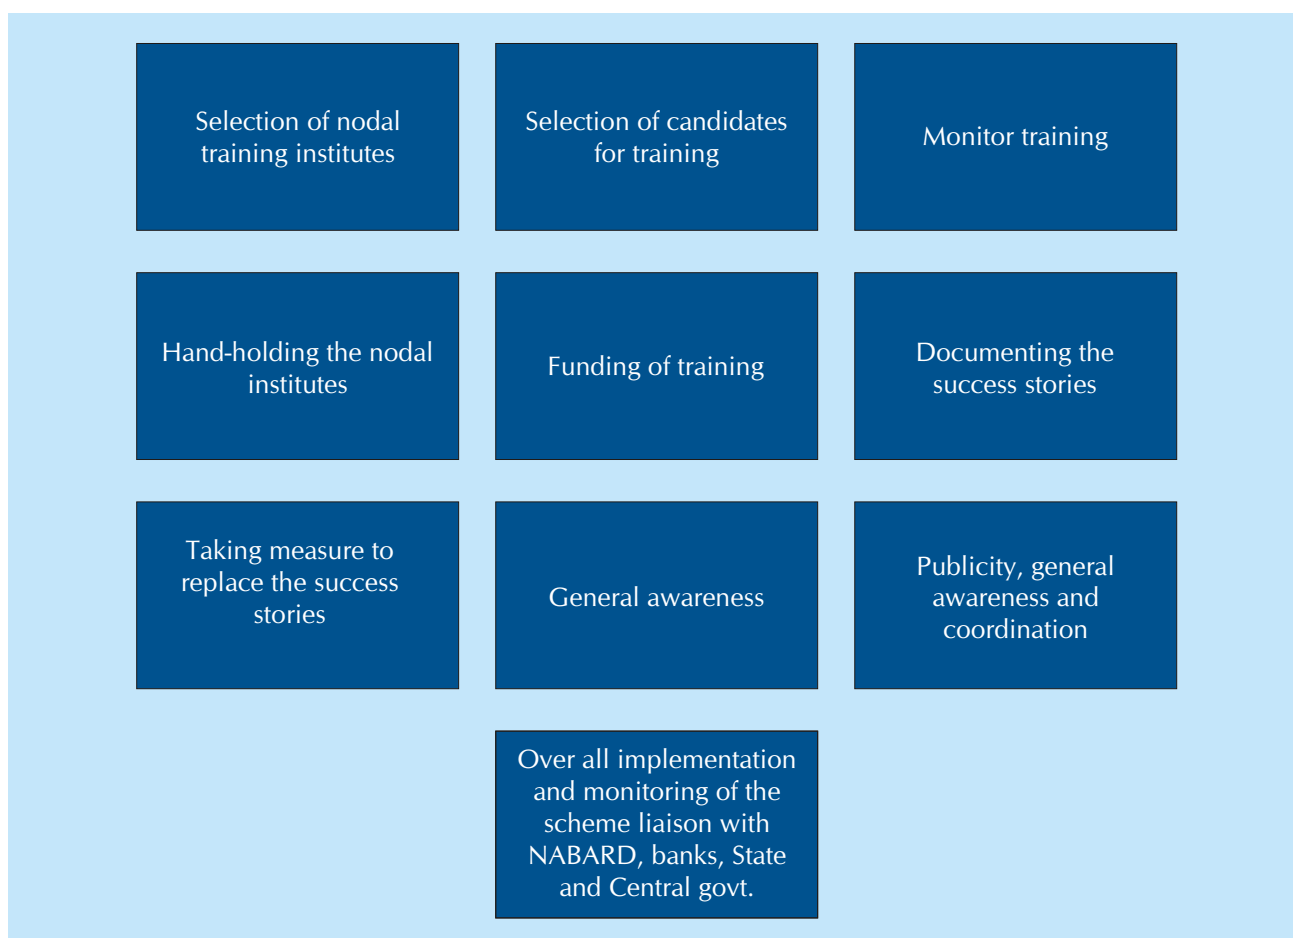 Selection of nodal
training institutes
Selection of candidates
for training
Monitor training
Hand-holding the nodal
institutes
Funding of training
Documenting the
success stories
Taking measure to
replace the success
stories
General awareness
Publicity, general
awareness and
coordination
Over all implementation
and monitoring of the
scheme liaison with
NABARD, banks, State
and Central govt.